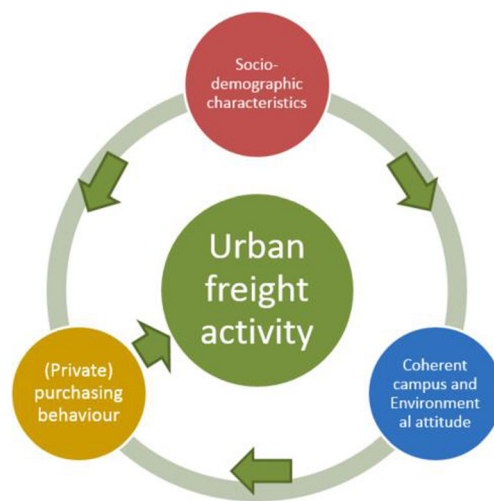 Socio-
demographic
characteristics
Urban
freight
activity
(Private)
purchasing
behaviour
Coherent
campus and
Environment
al attitude